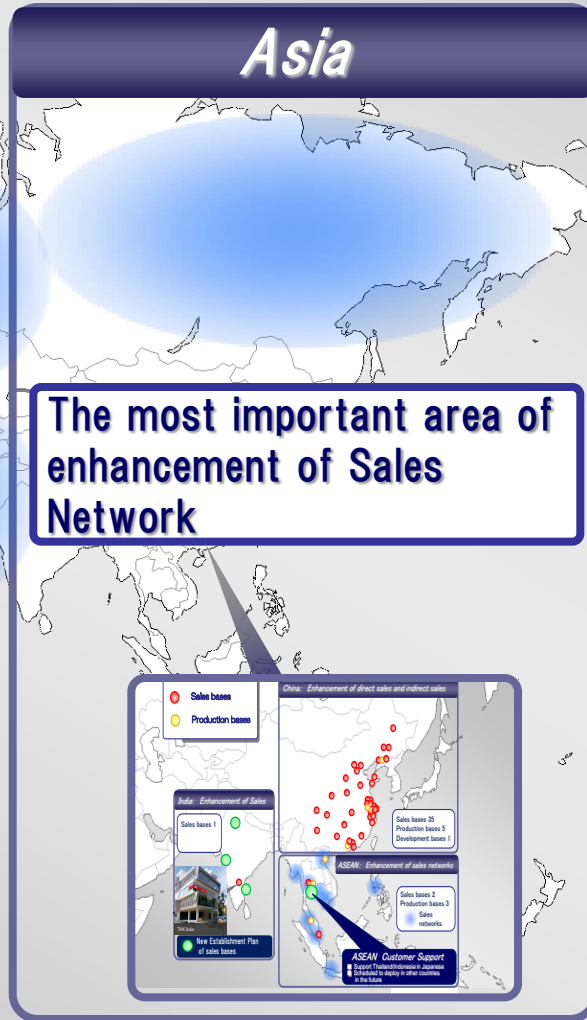 Asia
The most important area of
enhancement of Sales
Network
Sales bases
Production bases
China: Enhancement of direct sales and indirect sales
Sales bases 35
Production bases 5
Development bases 1
India: Enhancement of Sales
Sales bases 1
THK India
New Establishment Plan
of sales bases
ASEAN: Enhancement of sales networks
Sales bases 2
Production bases 3
Sales
networks
ASEAN Customer Support
Support Thailand/Indonesia in Japanese
Scheduled to deploy in other countries
in the future